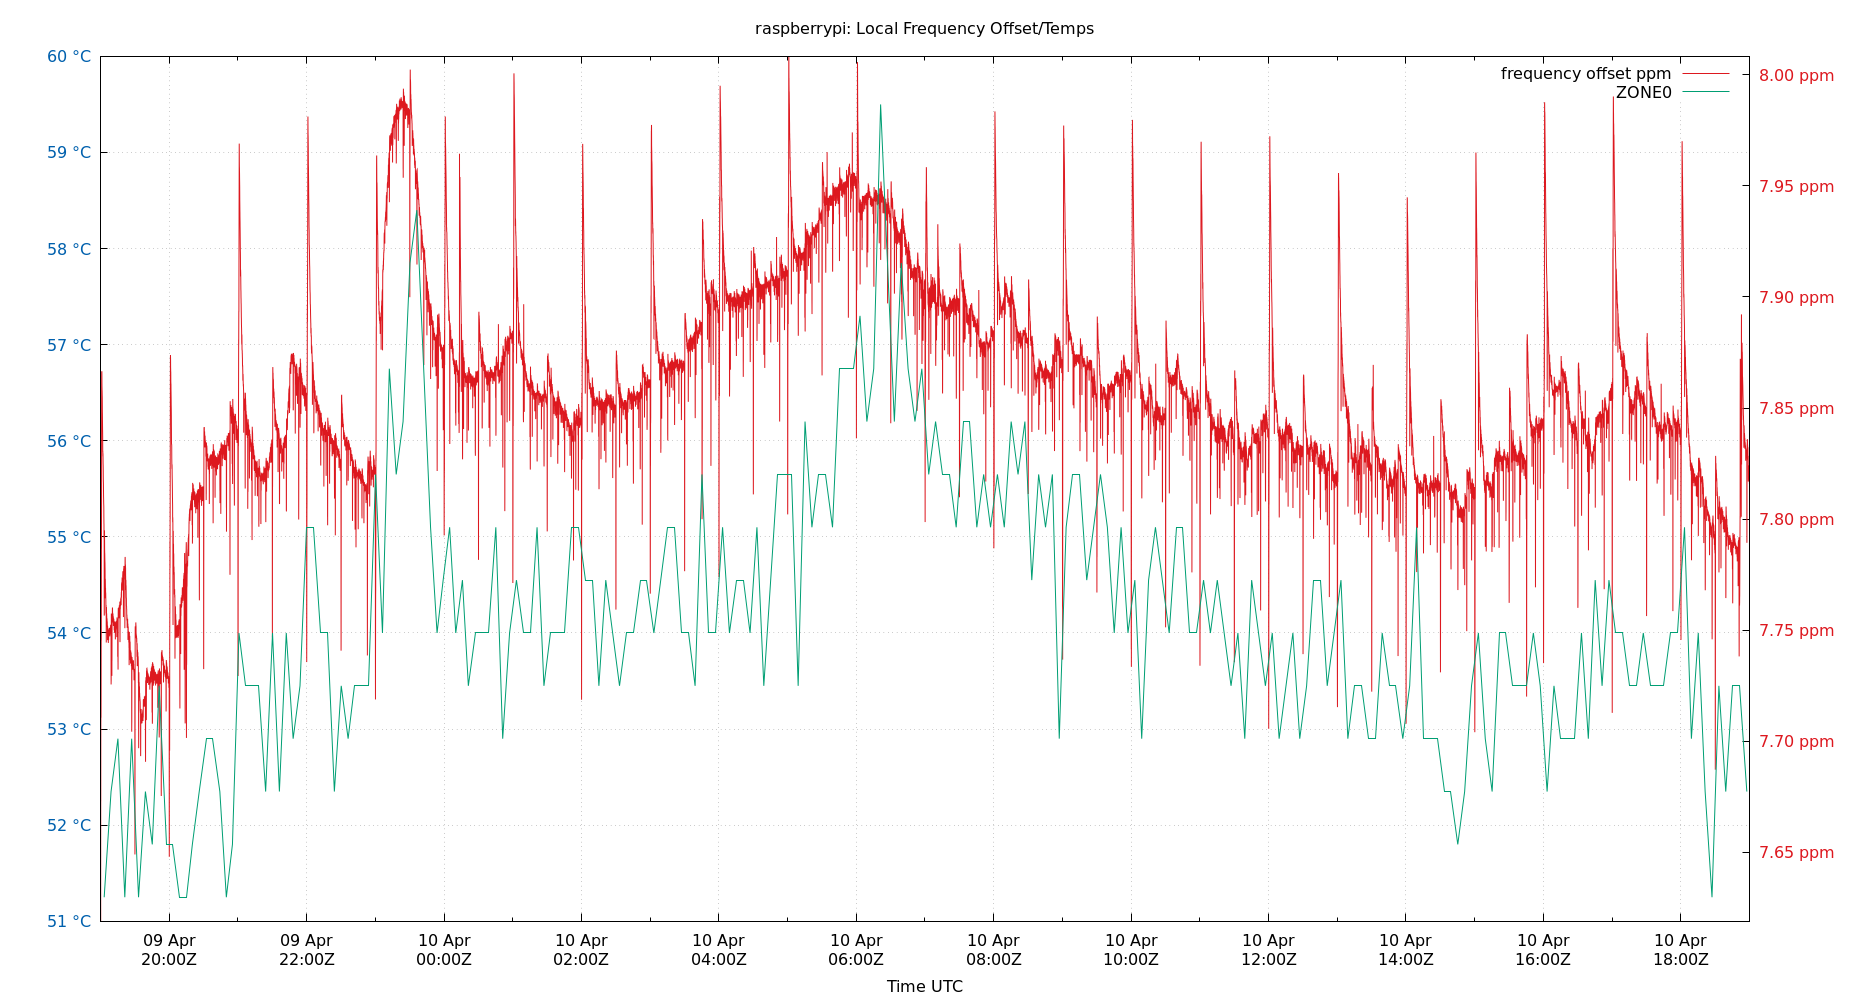 raspberrypi: Local Frequency Offset/Temps
frequency offset ppm
ZONE0
60 °C
59 °C
58 °C
57 °C
56 °C
55 °C
54 °C
53 °C
52 °C
51 °C
8.00 ppm
7.95 ppm
7.90 ppm
7.85 ppm
7.80 ppm
7.75 ppm
7.70 ppm
7.65 ppm
09 Apr 09 Apr 10 Apr 10 Apr 10 Apr 10 Apr 10 Apr 10 Apr 10 Apr 10 Apr 10 Apr 10 Apr
20:00Z 22:00Z 00:00Z 02:00Z 04:00Z 06:00Z 08:00Z 10:00Z 12:00Z 14:00Z 16:00Z 18:00Z
Time UTC